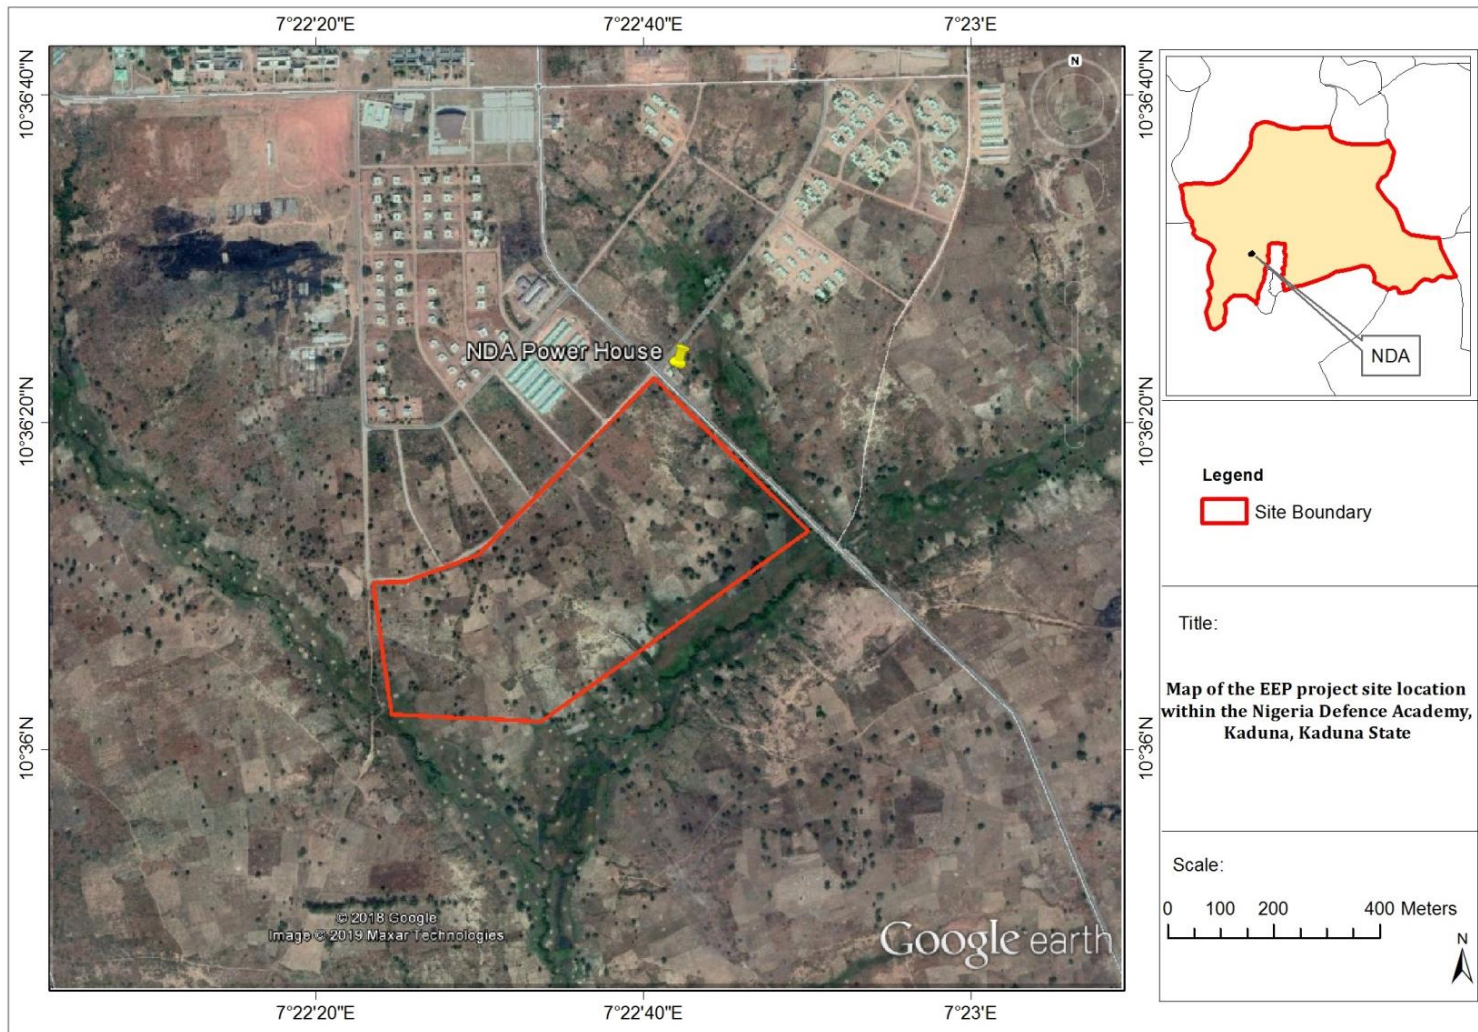 7°22'20"E
7°22'40"E
7°23'E
10°36'40"N
10°36'40"N
N
NDA Power House
NDA
10°36'20"N
10°36'20"N
Legend
Site Boundary
Title:
Map of the EEP project site location
within the Nigeria Defence Academy,
Kaduna, Kaduna State
10°36'N
10°36'N
Scale:
0 100 200 400 Meters
N
© 2018 Google
Image © 2019 Maxar Technologies
Google earth
7°22'20"E
7°22'40"E
7°23'E